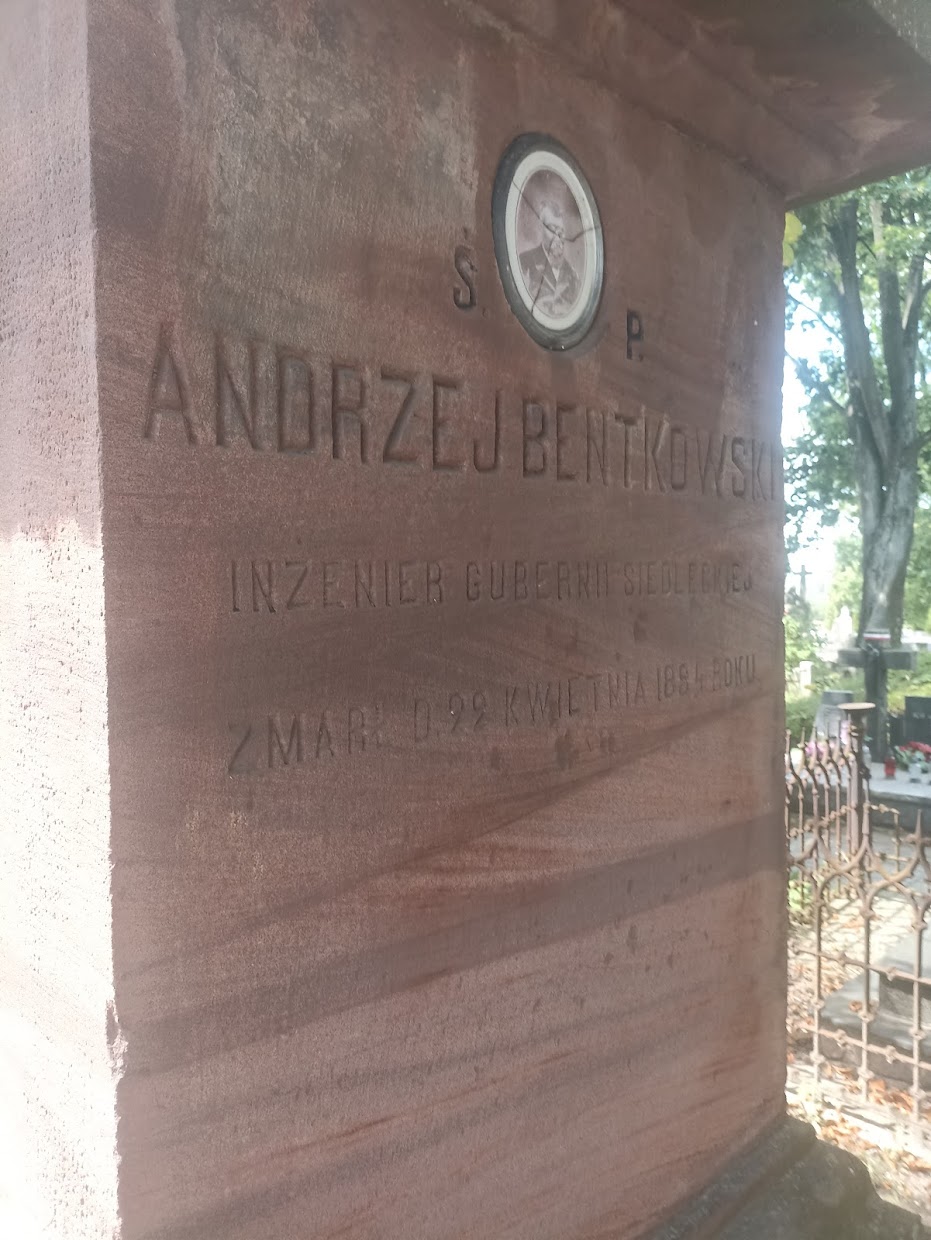 Ś. P.
ANDRZEJ BENTKOWSKI
INŻENIER GUBERNII SIEDLECKIEJ
ZMARŁ D. 22 KWIETNIA 1884 ROKU